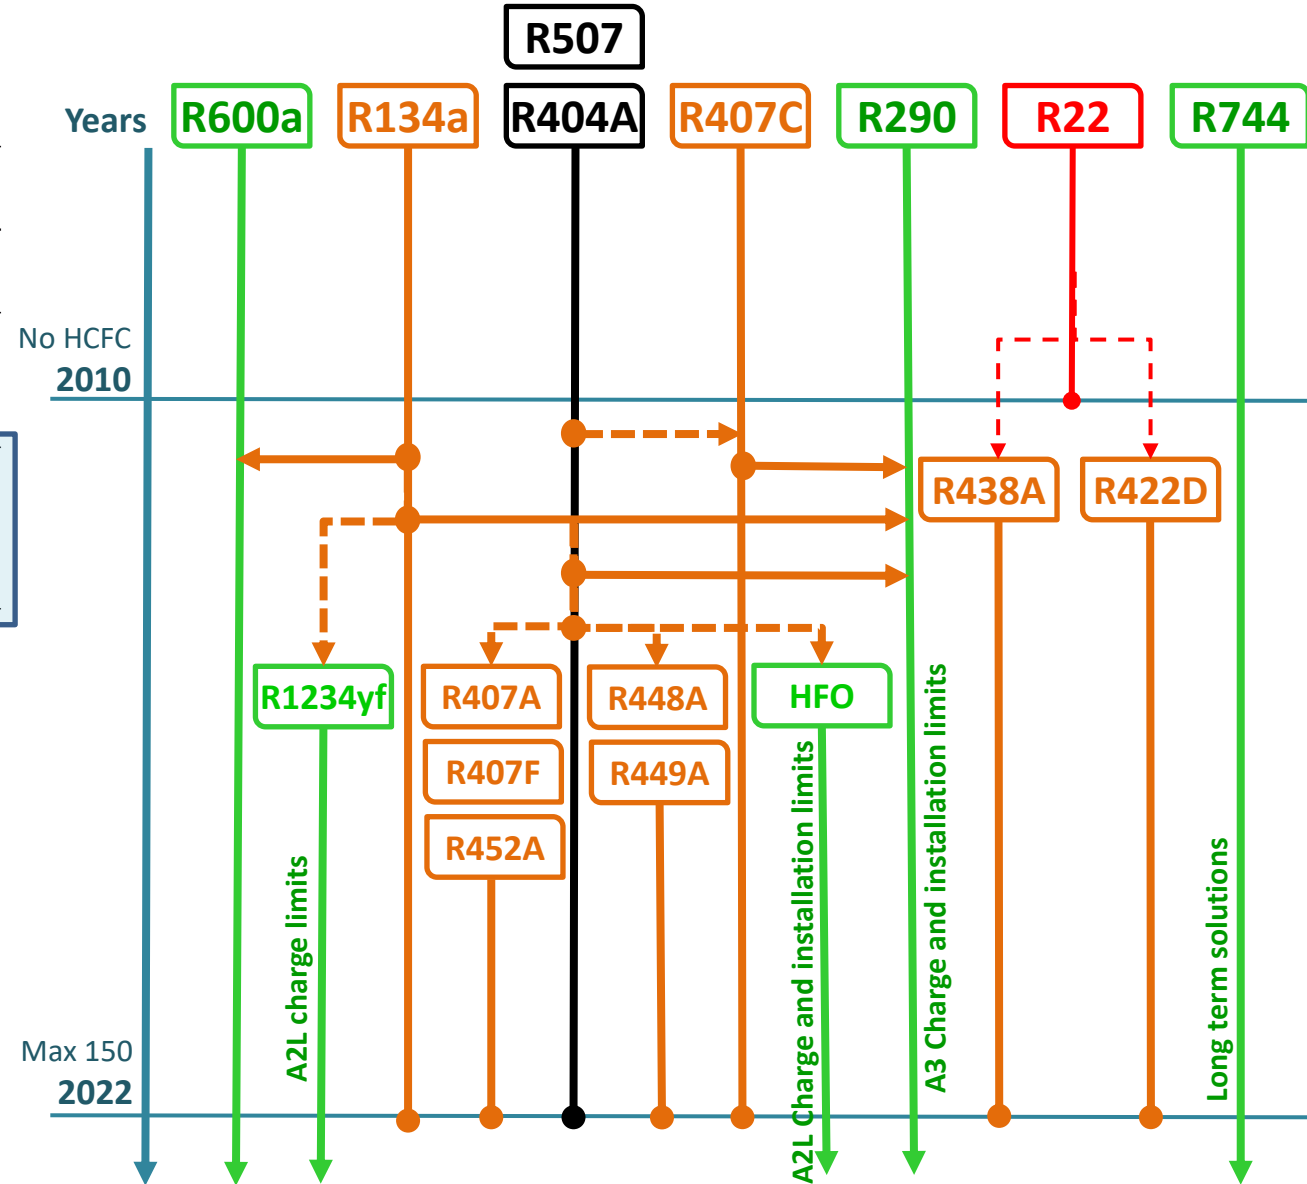 R507
Years
R600a
R134a
R404A
R407C
R290
R22
R744
No HCFC
2010
R438A
R422D
R1234yf
R407A
R448A
HFO
R407F
R449A
R452A
A2L charge limits
A2L Charge and installation limits
A3 Charge and installation limits
Long term solutions
Max 150
2022